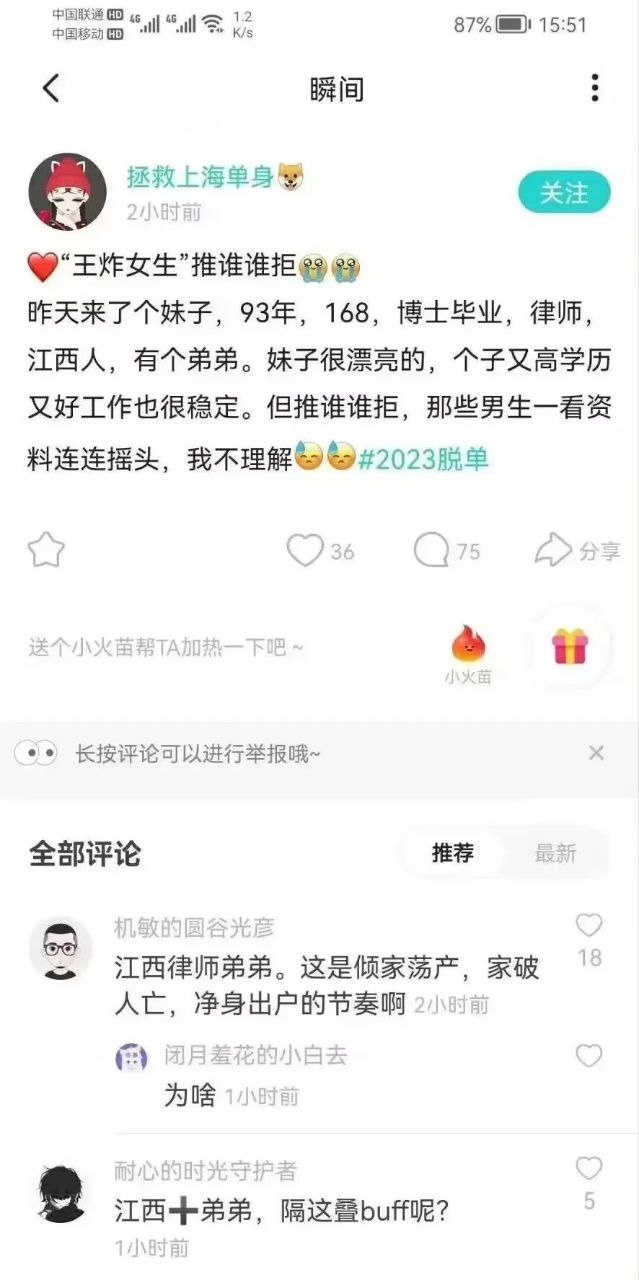 中国联通 HD 4G 4G 1.2 87% 15:51
中国移动 HD K/s
瞬间
拯救上海单身
2小时前
关注
❤️“王炸女生”推谁谁拒😭😭
昨天来了个妹子，93年，168，博士毕业，律师，
江西人，有个弟弟。妹子很漂亮的，个子又高学历
又好工作也很稳定。但推谁谁拒，那些男生一看资
料连连摇头，我不理解😓😓#2023脱单
36 75 分享
送个小火苗帮TA加热一下吧 ~
小火苗
长按评论可以进行举报哦~
全部评论
推荐 最新
机敏的圆谷光彦
江西律师弟弟。这是倾家荡产，家破
人亡，净身出户的节奏啊 2小时前
18
闭月羞花的小白去
为啥 1小时前
耐心的时光守护者
江西➕弟弟，隔这叠buff呢？
5
1小时前